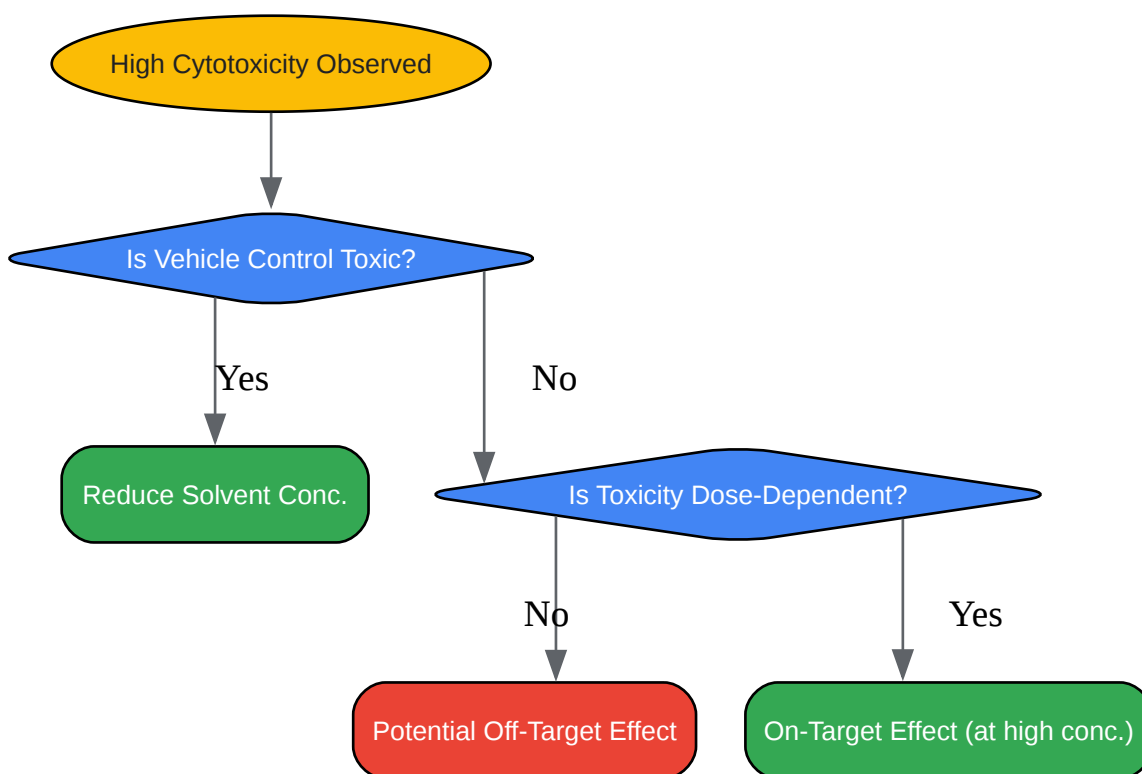 High Cytotoxicity Observed
Is Vehicle Control Toxic?
Yes
No
Reduce Solvent Conc.
Is Toxicity Dose-Dependent?
No
Yes
Potential Off-Target Effect
On-Target Effect (at high conc.)